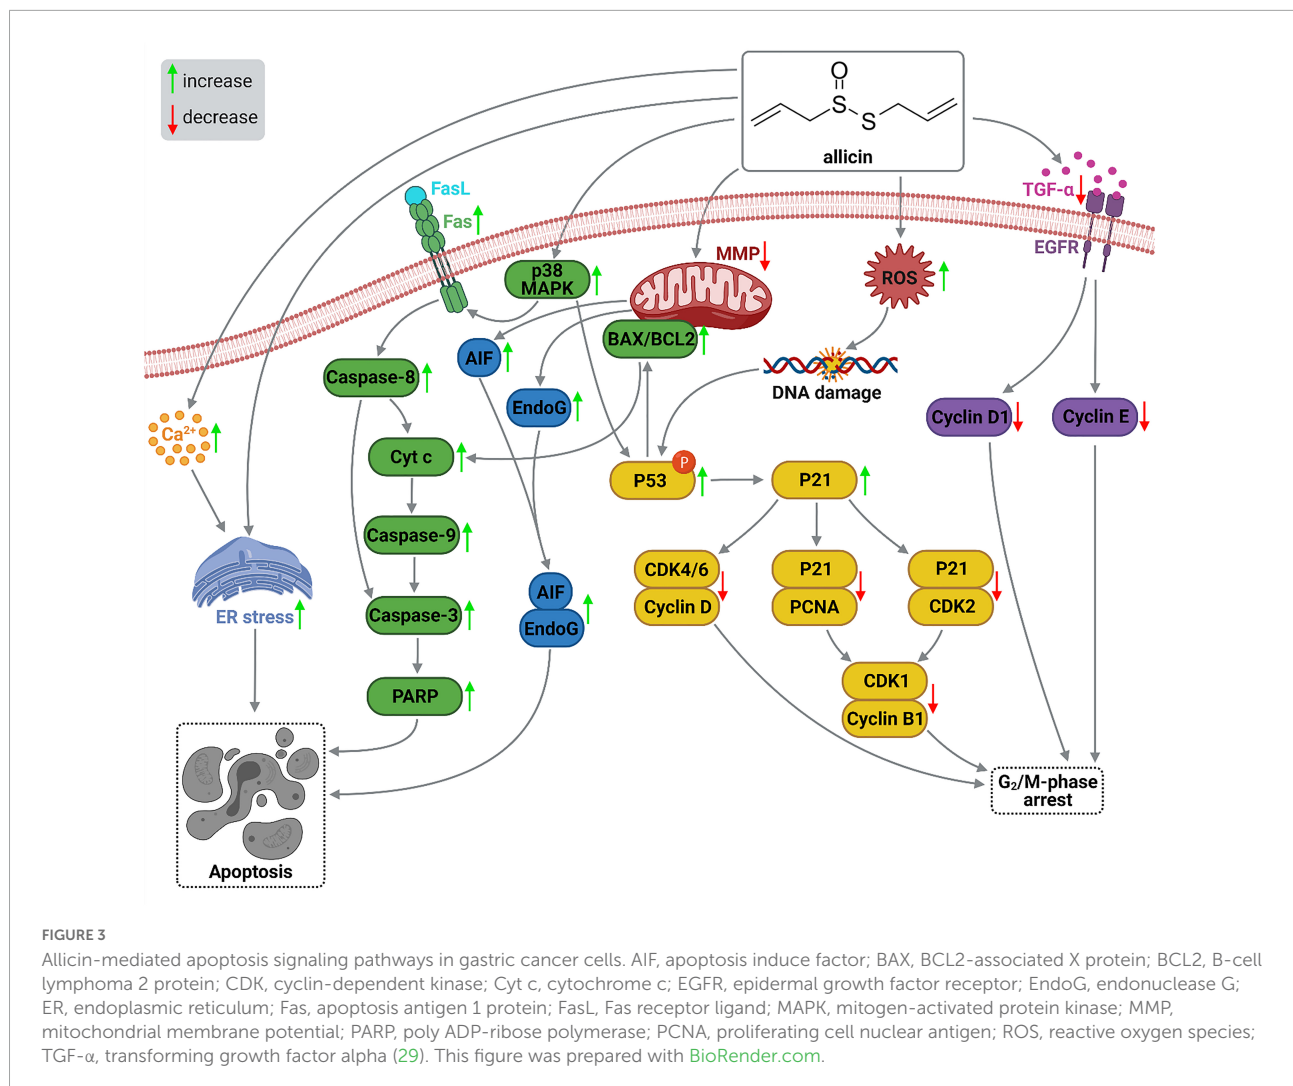 increase
decrease
O
S
S
allicin
FasL
Fas
TGF-α
EGFR
p38
MAPK
MMP
ROS
BAX/BCL2
AIF
Caspase-8
EndoG
DNA damage
Cyclin D1
Cyclin E
Ca2+
Cyt c
P53
P
P21
Caspase-9
CDK4/6
Cyclin D
P21
PCNA
P21
CDK2
ER stress
Caspase-3
AIF
EndoG
PARP
CDK1
Cyclin B1
G2/M-phase
arrest
Apoptosis
FIGURE 3
Allicin-mediated apoptosis signaling pathways in gastric cancer cells. AIF, apoptosis induce factor; BAX, BCL2-associated X protein; BCL2, B-cell
lymphoma 2 protein; CDK, cyclin-dependent kinase; Cyt c, cytochrome c; EGFR, epidermal growth factor receptor; EndoG, endonuclease G;
ER, endoplasmic reticulum; Fas, apoptosis antigen 1 protein; FasL, Fas receptor ligand; MAPK, mitogen-activated protein kinase; MMP,
mitochondrial membrane potential; PARP, poly ADP-ribose polymerase; PCNA, proliferating cell nuclear antigen; ROS, reactive oxygen species;
TGF-α, transforming growth factor alpha (29). This figure was prepared with BioRender.com.